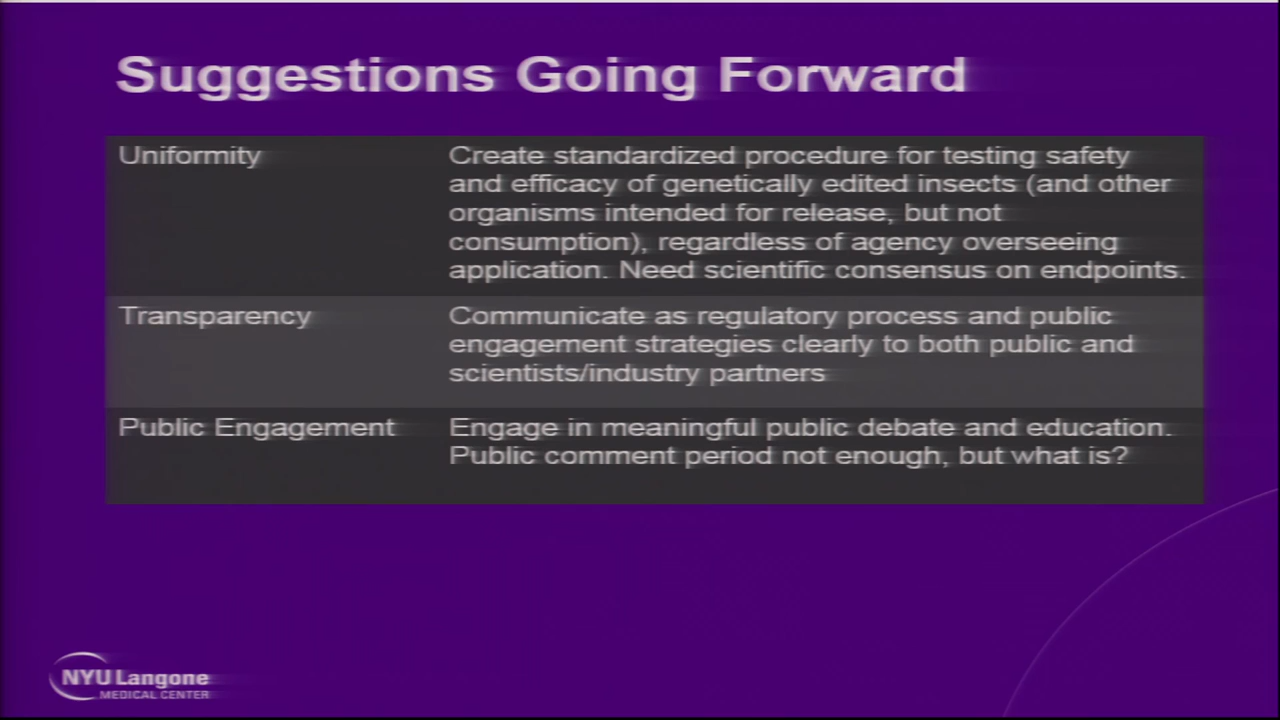 Suggestions Going Forward
Uniformity
Create standardized procedure for testing safety
and efficacy of genetically edited insects (and other
organisms intended for release, but not
consumption), regardless of agency overseeing
application. Need scientific consensus on endpoints.
Transparency
Communicate as regulatory process and public
engagement strategies clearly to both public and
scientists/industry partners
Public Engagement
Engage in meaningful public debate and education.
Public comment period not enough, but what is?
NYU Langone
MEDICAL CENTER